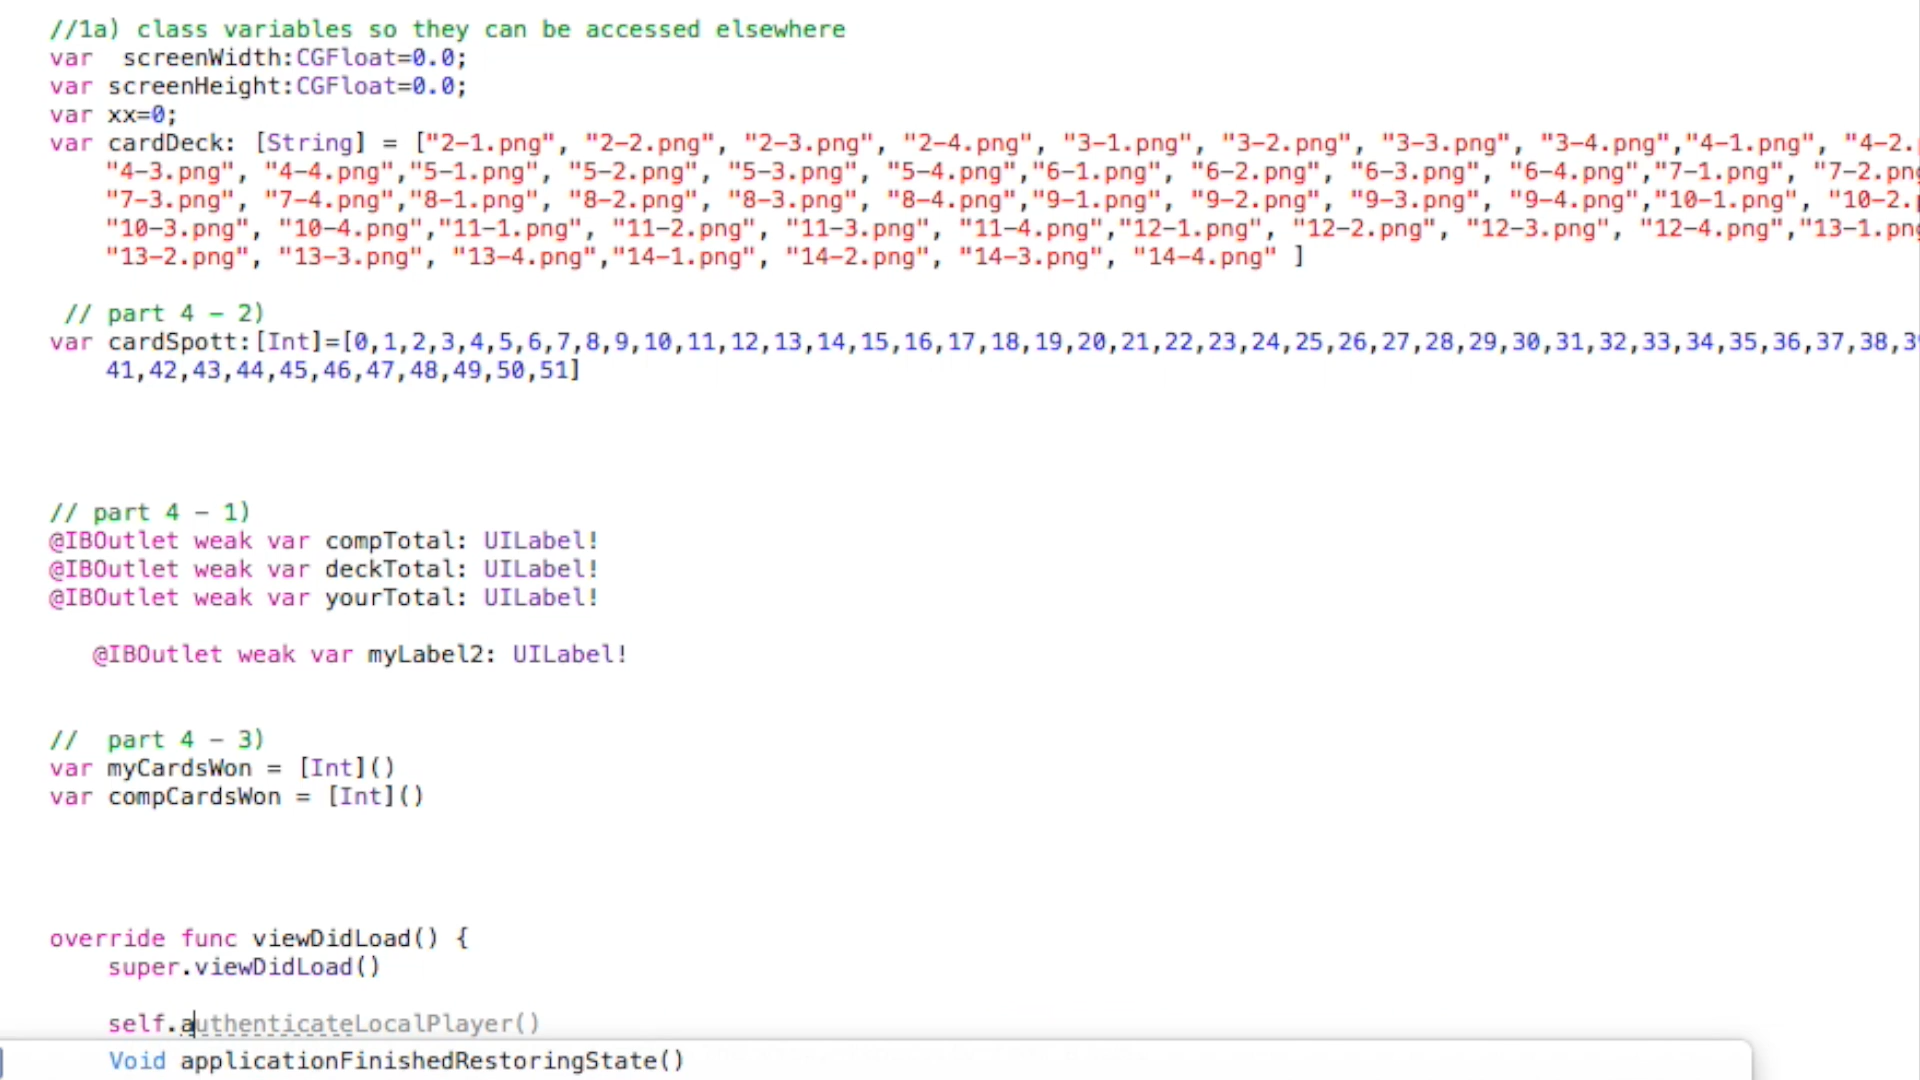 //1a) class variables so they can be accessed elsewhere
var  screenWidth:CGFloat=0.0;
var screenHeight:CGFloat=0.0;
var xx=0;
var cardDeck: [String] = ["2-1.png", "2-2.png", "2-3.png", "2-4.png", "3-1.png", "3-2.png", "3-3.png", "3-4.png","4-1.png", "4-2.
"4-3.png", "4-4.png","5-1.png", "5-2.png", "5-3.png", "5-4.png","6-1.png", "6-2.png", "6-3.png", "6-4.png","7-1.png", "7-2.png
"7-3.png", "7-4.png","8-1.png", "8-2.png", "8-3.png", "8-4.png","9-1.png", "9-2.png", "9-3.png", "9-4.png","10-1.png", "10-2.
"10-3.png", "10-4.png","11-1.png", "11-2.png", "11-3.png", "11-4.png","12-1.png", "12-2.png", "12-3.png", "12-4.png","13-1.png
"13-2.png", "13-3.png", "13-4.png","14-1.png", "14-2.png", "14-3.png", "14-4.png" ]
// part 4 - 2)
var cardSpott:[Int]=[0,1,2,3,4,5,6,7,8,9,10,11,12,13,14,15,16,17,18,19,20,21,22,23,24,25,26,27,28,29,30,31,32,33,34,35,36,37,38,39
41,42,43,44,45,46,47,48,49,50,51]
// part 4 - 1)
@IBOutlet weak var compTotal: UILabel!
@IBOutlet weak var deckTotal: UILabel!
@IBOutlet weak var yourTotal: UILabel!
@IBOutlet weak var myLabel2: UILabel!
//  part 4 - 3)
var myCardsWon = [Int]()
var compCardsWon = [Int]()
override func viewDidLoad() {
super.viewDidLoad()
self.authenticateLocalPlayer()
Void applicationFinishedRestoringState()